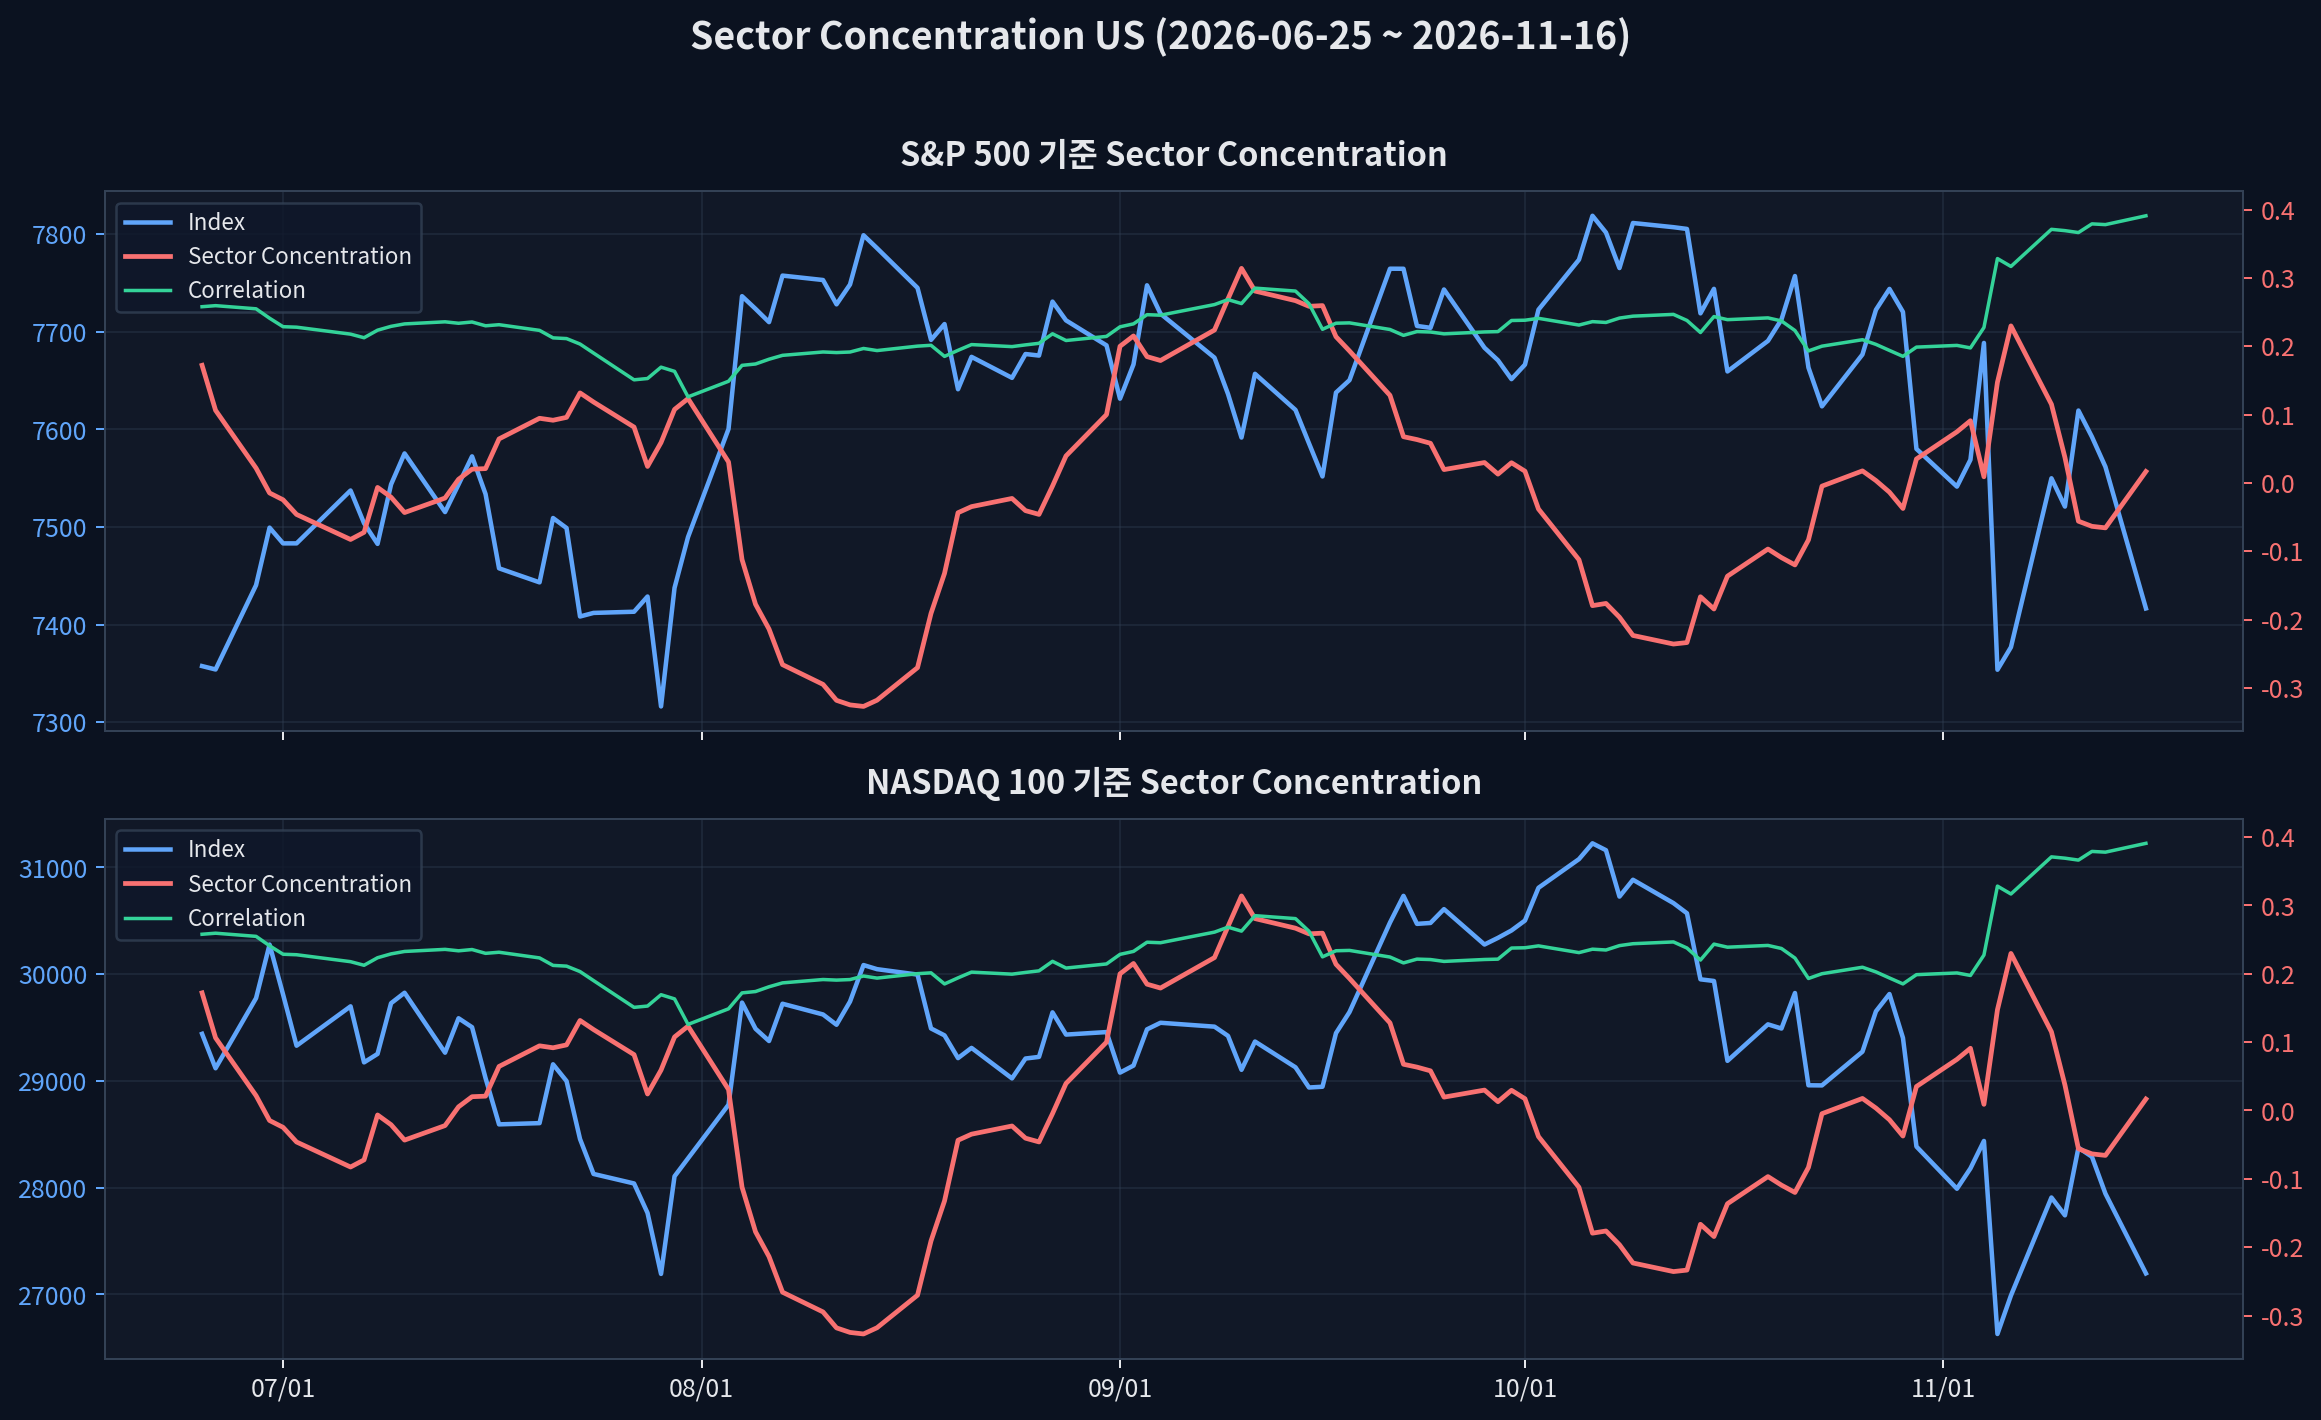 Sector Concentration US (2026-06-25 ~ 2026-11-16)
S&P 500 기준 Sector Concentration
Index
Sector Concentration
Correlation
7800
7700
7600
7500
7400
7300
0.4
0.3
0.2
0.1
0.0
-0.1
-0.2
-0.3
NASDAQ 100 기준 Sector Concentration
Index
Sector Concentration
Correlation
31000
30000
29000
28000
27000
0.4
0.3
0.2
0.1
0.0
-0.1
-0.2
-0.3
07/01 08/01 09/01 10/01 11/01